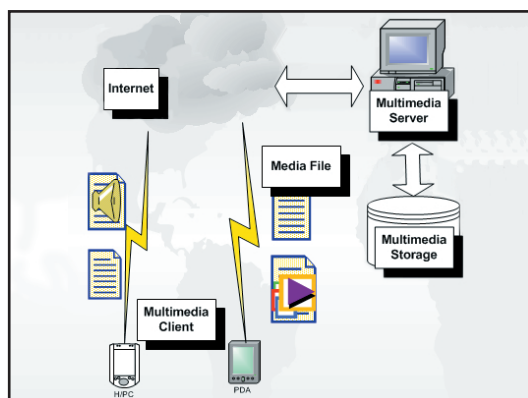 Internet
Multimedia
Server
Media File
Multimedia
Storage
Multimedia
Client
H/PC
PDA